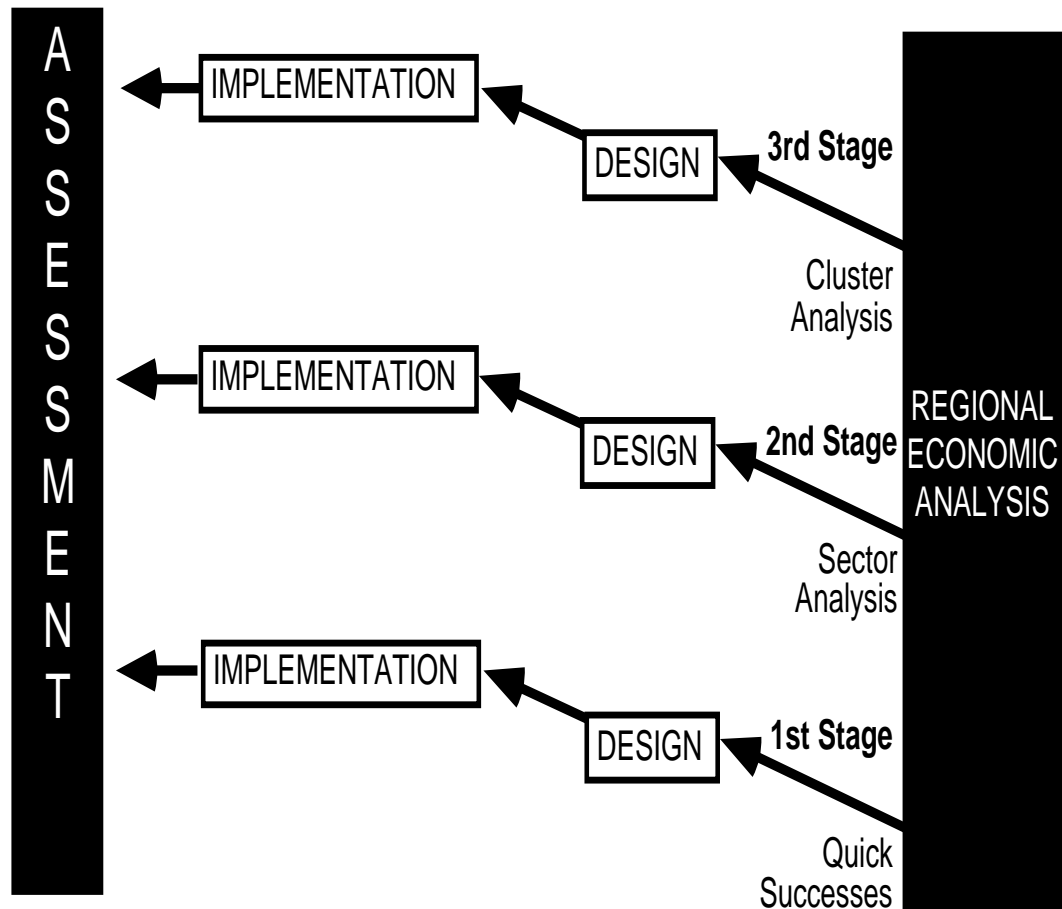 ASSESSMENT
IMPLEMENTATION
DESIGN
3rd Stage
Cluster
Analysis
IMPLEMENTATION
DESIGN
2nd Stage
Sector
Analysis
REGIONAL
ECONOMIC
ANALYSIS
IMPLEMENTATION
DESIGN
1st Stage
Quick
Successes